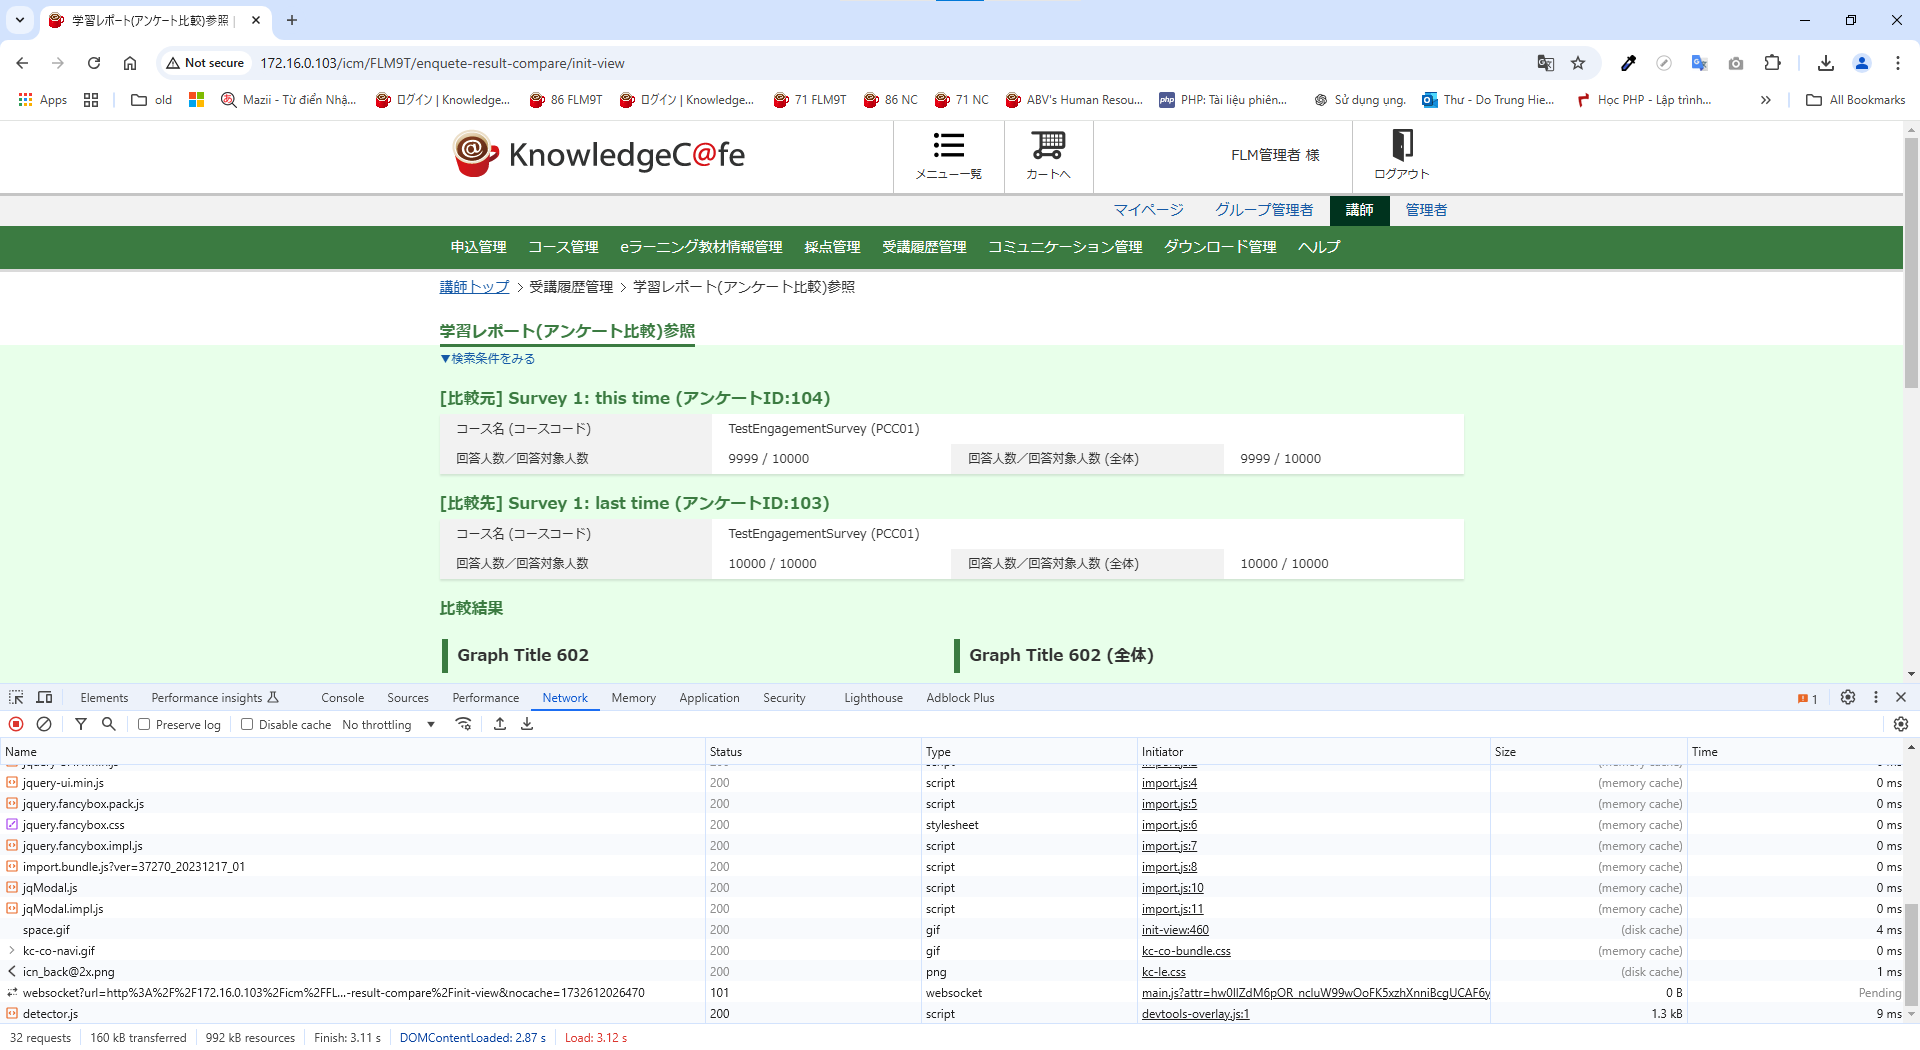 学習レポート(アンケート比較)参照 |
Not secure 172.16.0.103/icm/FLM9T/enquete-result-compare/init-view
Apps old Mazii - Từ điển Nhậ... ログイン | Knowledge... 86 FLM9T ログイン | Knowledge... 71 FLM9T 86 NC 71 NC ABV's Human Resou... PHP: Tài liệu phiên... Sử dụng ụng. Thư - Do Trung Hie... Học PHP - Lập trình... All Bookmarks
KnowledgeC@fe メニュー一覧 カートへ FLM管理者 様 ログアウト
マイページ グループ管理者 講師 管理者
申込管理 コース管理 eラーニング教材情報管理 採点管理 受講履歴管理 コミュニケーション管理 ダウンロード管理 ヘルプ
講師トップ > 受講履歴管理 > 学習レポート(アンケート比較)参照
学習レポート(アンケート比較)参照
▼検索条件をみる
[比較元] Survey 1: this time (アンケートID:104)
コース名 (コースコード) TestEngagementSurvey (PCC01)
回答人数／回答対象人数 9999 / 10000 回答人数／回答対象人数 (全体) 9999 / 10000
[比較先] Survey 1: last time (アンケートID:103)
コース名 (コースコード) TestEngagementSurvey (PCC01)
回答人数／回答対象人数 10000 / 10000 回答人数／回答対象人数 (全体) 10000 / 10000
比較結果
Graph Title 602 Graph Title 602 (全体)
Elements Performance insights Console Sources Performance Network Memory Application Security Lighthouse Adblock Plus 1
Preserve log Disable cache No throttling
Name Status Type Initiator Size Time
jquery-ui.min.js 200 script import.js:4 (memory cache) 0 ms
jquery.fancybox.pack.js 200 script import.js:5 (memory cache) 0 ms
jquery.fancybox.css 200 stylesheet import.js:6 (memory cache) 0 ms
jquery.fancybox.impl.js 200 script import.js:7 (memory cache) 0 ms
import.bundle.js?ver=37270_20231217_01 200 script import.js:8 (memory cache) 0 ms
jqModal.js 200 script import.js:10 (memory cache) 0 ms
jqModal.impl.js 200 script import.js:11 (memory cache) 0 ms
space.gif 200 gif init-view:460 (disk cache) 4 ms
kc-co-navi.gif 200 gif kc-co-bundle.css (memory cache) 0 ms
icn_back@2x.png 200 png kc-le.css (disk cache) 1 ms
websocket?url=http%3A%2F%2F172.16.0.103%2Ficm%2FFL...-result-compare%2Finit-view&nocache=1732612026470 101 websocket main.js?attr=hw0IIZdM6pOR_ncluW99wOoFK5xzhXnniBcgUCAF6y 0 B Pending
detector.js 200 script devtools-overlay.js:1 1.3 kB 9 ms
32 requests 160 kB transferred 992 kB resources Finish: 3.11 s DOMContentLoaded: 2.87 s Load: 3.12 s